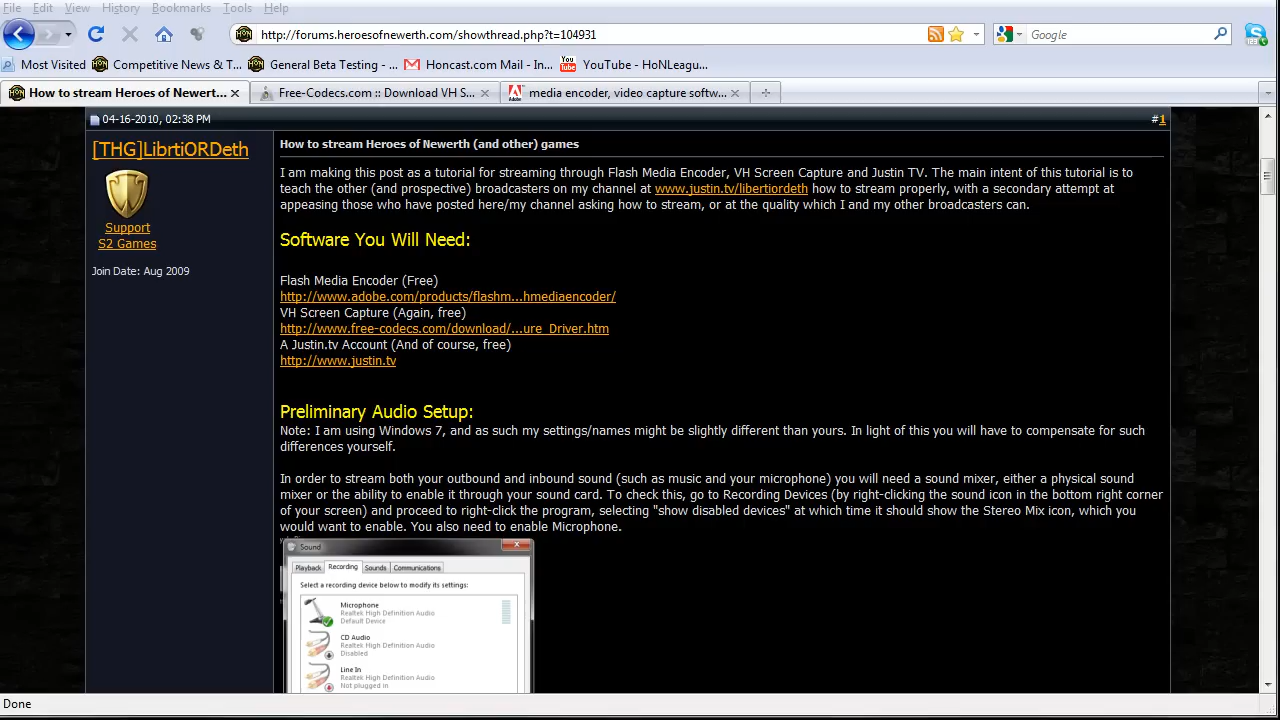 File Edit View History Bookmarks Tools Help
http://forums.heroesofnewerth.com/showthread.php?t=104931
Google
Most Visited Competitive News & T... General Beta Testing - ... Honcast.com Mail - In... YouTube - HoNLeagu...
How to stream Heroes of Newert... Free-Codecs.com :: Download VH S... media encoder, video capture softw...
04-16-2010, 02:38 PM #1
[THG]LibrtiORDeth
Support
S2 Games
Join Date: Aug 2009
How to stream Heroes of Newerth (and other) games
I am making this post as a tutorial for streaming through Flash Media Encoder, VH Screen Capture and Justin TV. The main intent of this tutorial is to
teach the other (and prospective) broadcasters on my channel at www.justin.tv/libertiordeth how to stream properly, with a secondary attempt at
appeasing those who have posted here/my channel asking how to stream, or at the quality which I and my other broadcasters can.
Software You Will Need:
Flash Media Encoder (Free)
http://www.adobe.com/products/flashm...hmediaencoder/
VH Screen Capture (Again, free)
http://www.free-codecs.com/download/...ure_Driver.htm
A Justin.tv Account (And of course, free)
http://www.justin.tv
Preliminary Audio Setup:
Note: I am using Windows 7, and as such my settings/names might be slightly different than yours. In light of this you will have to compensate for such
differences yourself.
In order to stream both your outbound and inbound sound (such as music and your microphone) you will need a sound mixer, either a physical sound
mixer or the ability to enable it through your sound card. To check this, go to Recording Devices (by right-clicking the sound icon in the bottom right corner
of your screen) and proceed to right-click the program, selecting "show disabled devices" at which time it should show the Stereo Mix icon, which you
would want to enable. You also need to enable Microphone.
Sound
Playback Recording Sounds Communications
Select a recording device below to modify its settings:
Microphone
Realtek High Definition Audio
Default Device
CD Audio
Realtek High Definition Audio
Disabled
Line In
Realtek High Definition Audio
Not plugged in
Done